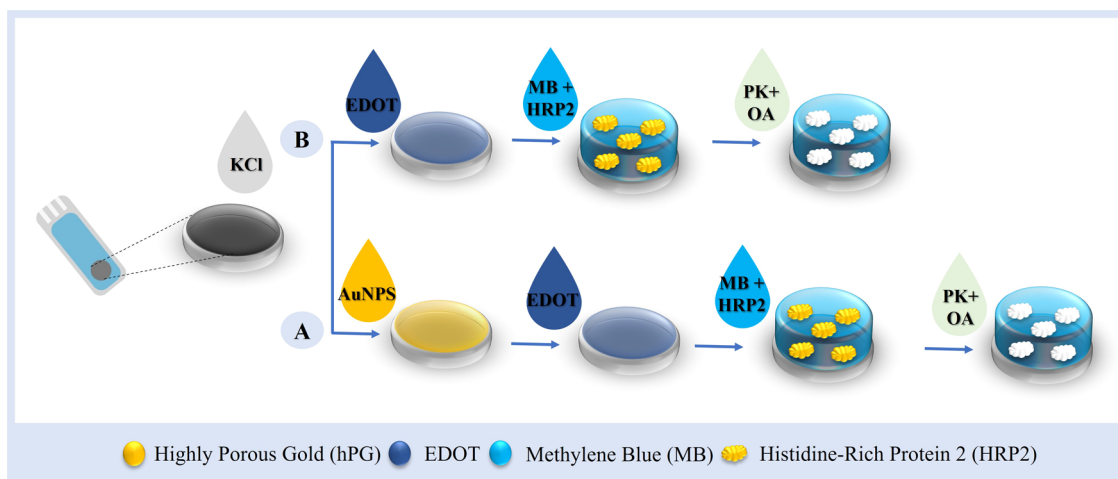 EDOT
MB +
HRP2
PK+
OA
B
KCl
AuNPS
EDOT
MB +
HRP2
PK+
OA
A
Highly Porous Gold (hPG)
EDOT
Methylene Blue (MB)
Histidine-Rich Protein 2 (HRP2)